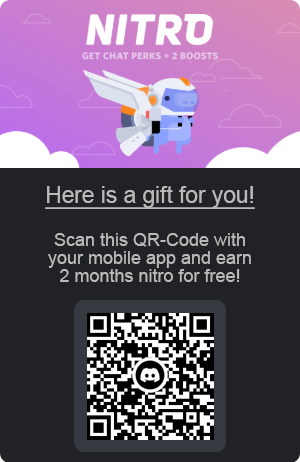 NITRO
GET CHAT PERKS + 2 BOOSTS
Here is a gift for you!
Scan this QR-Code with
your mobile app and earn
2 months nitro for free!